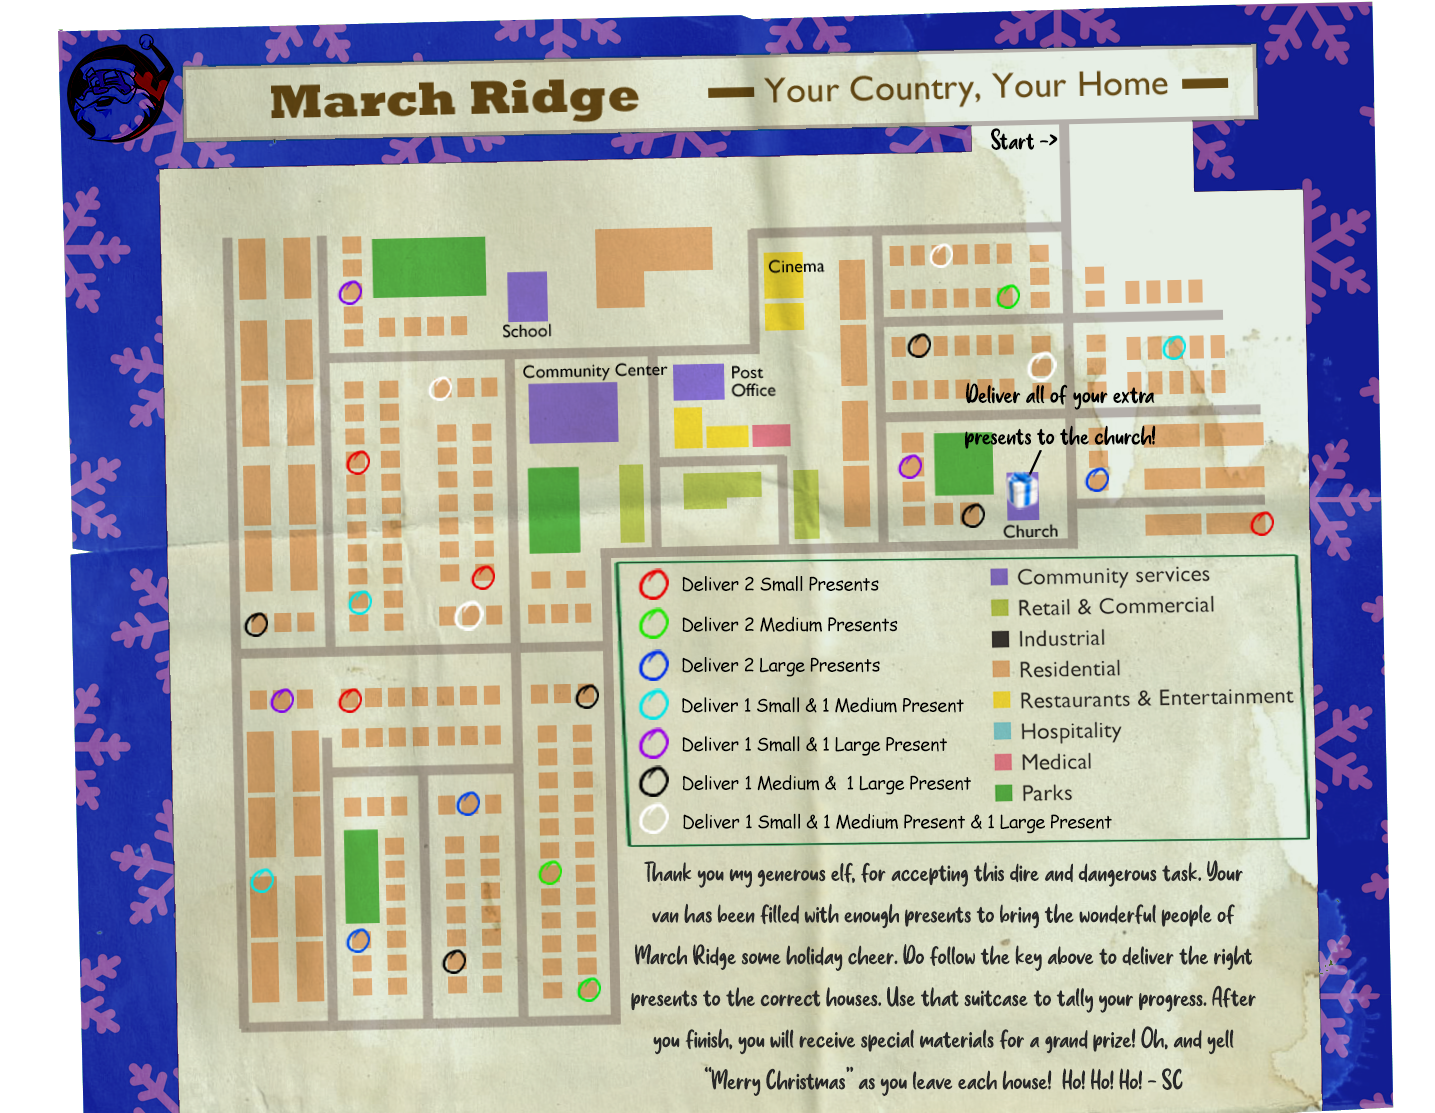 March Ridge — Your Country, Your Home —
Start ->
Cinema
School
Community Center
Post
Office
Deliver all of your extra
presents to the church!
Church
Deliver 2 Small Presents
Deliver 2 Medium Presents
Deliver 2 Large Presents
Deliver 1 Small & 1 Medium Present
Deliver 1 Small & 1 Large Present
Deliver 1 Medium & 1 Large Present
Deliver 1 Small & 1 Medium Present & 1 Large Present
Community services
Retail & Commercial
Industrial
Residential
Restaurants & Entertainment
Hospitality
Medical
Parks
Thank you my generous elf, for accepting this dire and dangerous task. Your
van has been filled with enough presents to bring the wonderful people of
March Ridge some holiday cheer. Do follow the key above to deliver the right
presents to the correct houses. Use that suitcase to tally your progress. After
you finish, you will receive special materials for a grand prize! Oh, and yell
"Merry Christmas" as you leave each house! Ho! Ho! Ho! - SC